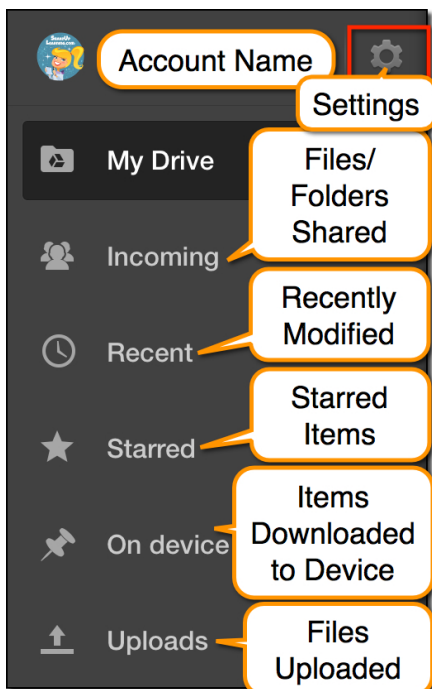 Account Name
Settings
My Drive
Files/
Folders
Shared
Incoming
Recently
Modified
Recent
Starred
Items
Starred
Items
Downloaded
to Device
On device
Files
Uploaded
Uploads